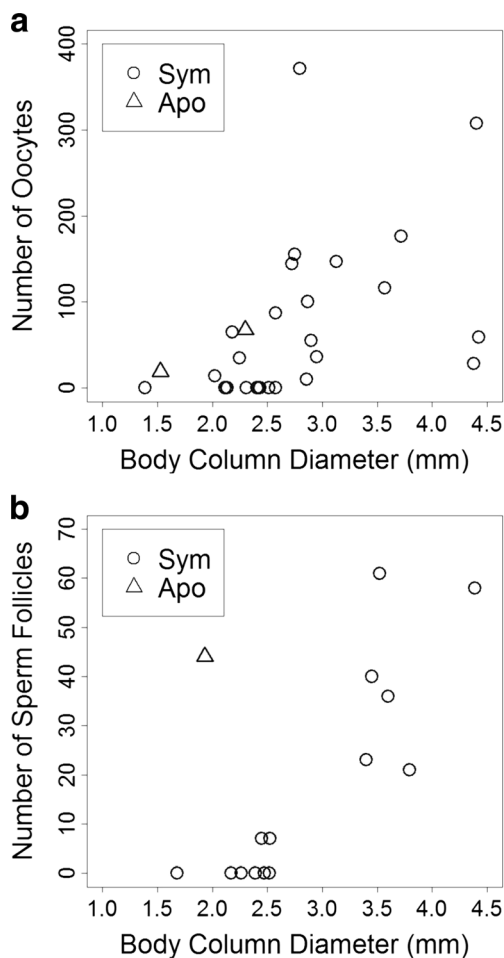 a
Number of Oocytes
400
300
200
100
0
Sym
Apo
1.0 1.5 2.0 2.5 3.0 3.5 4.0 4.5
Body Column Diameter (mm)
b
Number of Sperm Follicles
70
60
50
40
30
20
10
0
Sym
Apo
1.0 1.5 2.0 2.5 3.0 3.5 4.0 4.5
Body Column Diameter (mm)